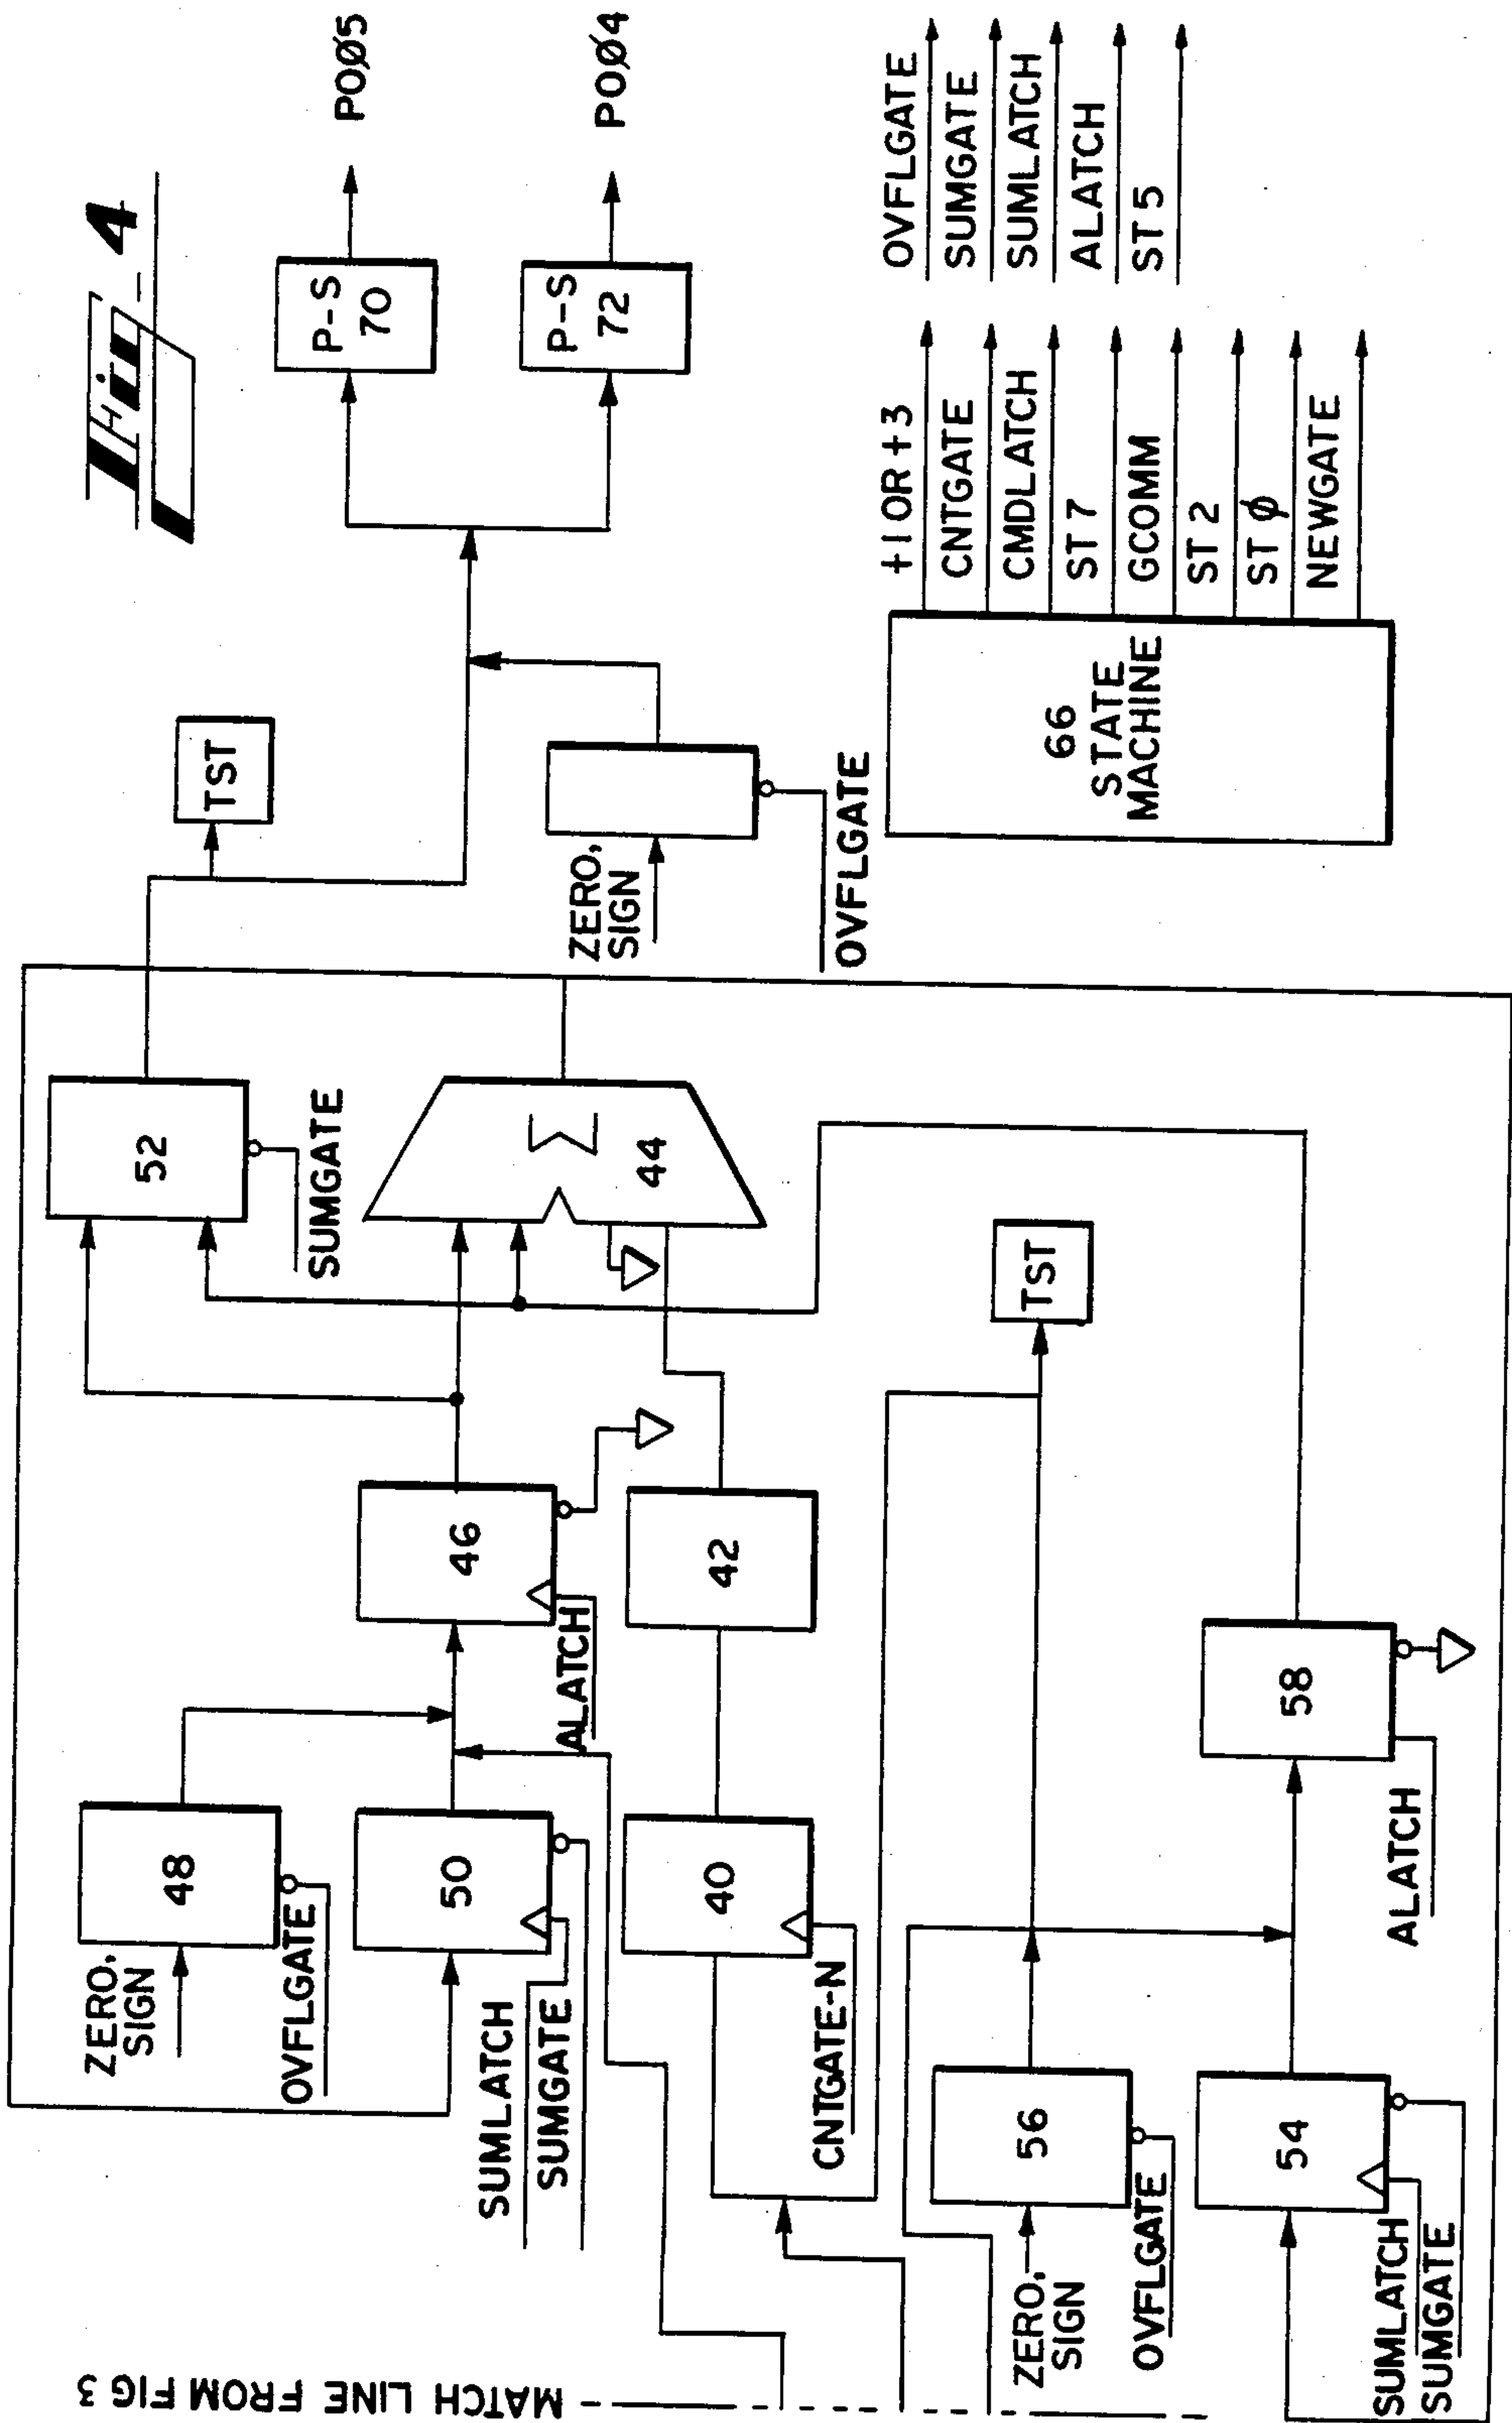 Fig. 4
MATCH LINE FROM FIG 3
ZERO,
SIGN
48
OVFLGATE
50
SUMLATCH
SUMGATE
46
ALATCH
40
CNTGATE-N
42
52
SUMGATE
Σ
44
TST
ZERO,
SIGN
OVFLGATE
P-S
70
POØ5
P-S
72
POØ4
ZERO,
SIGN
56
OVFLGATE
TST
54
SUMLATCH
SUMGATE
58
ALATCH
66
STATE
MACHINE
+1 OR +3
CNTGATE
CMDLATCH
ST 7
GCOMM
ST 2
ST ϕ
NEWGATE
OVFLGATE
SUMGATE
SUMLATCH
ALATCH
ST 5